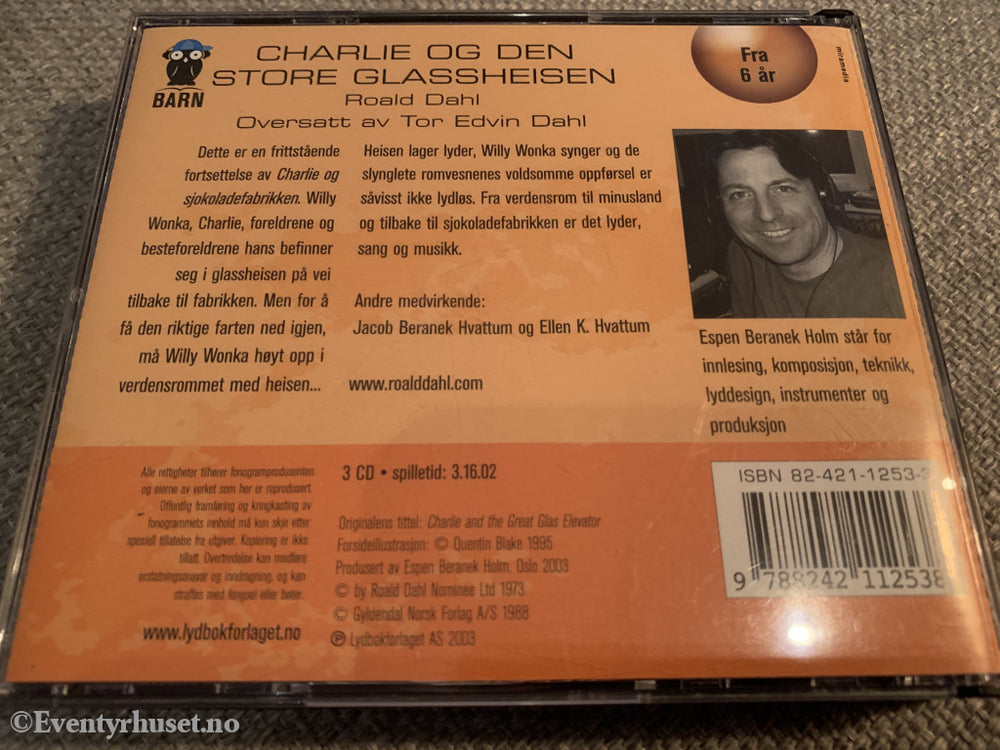 BARN
CHARLIE OG DEN
STORE GLASSHEISEN
Roald Dahl
Oversatt av Tor Edvin Dahl
Fra
6 år
miramedia
Dette er en frittstående
fortsettelse av Charlie og
sjokoladefabrikken. Willy
Wonka, Charlie, foreldrene og
besteforeldrene hans befinner
seg i glassheisen på vei
tilbake til fabrikken. Men for å
få den riktige farten ned igjen,
må Willy Wonka høyt opp i
verdensrommet med heisen...
Heisen lager lyder, Willy Wonka synger og de
slynglete romvesnenes voldsomme oppførsel er
såvisst ikke lydløs. Fra verdensrom til minusland
og tilbake til sjokoladefabrikken er det lyder,
sang og musikk.
Andre medvirkende:
Jacob Beranek Hvattum og Ellen K. Hvattum
www.roalddahl.com
Espen Beranek Holm står for
innlesing, komposisjon, teknikk,
lyddesign, instrumenter og
produksjon
Alle rettigheter tilhører fonogramprodusenten
og eierne av verket som her er reprodusert.
Offentlig framføring og kringkasting av
fonogrammets innhold må kun skje etter
spesiell tillatelse fra utgiver. Kopiering er ikke
tillatt. Overtredelse kan medføre
erstatningsansvar og inndragning, og kan
straffes med fengsel eller bøter.
www.lydbokforlaget.no
3 CD • spilletid: 3.16.02
Originalens tittel: Charlie and the Great Glas Elevator
Forsideillustrasjon: © Quentin Blake 1995
Produsert av Espen Beranek Holm, Oslo 2003
© by Roald Dahl Nominee Ltd 1973
© Gyldendal Norsk Forlag A/S 1988
℗ Lydbokforlaget AS 2003
ISBN 82-421-1253-3
9 788242 112538
©Eventyrhuset.no